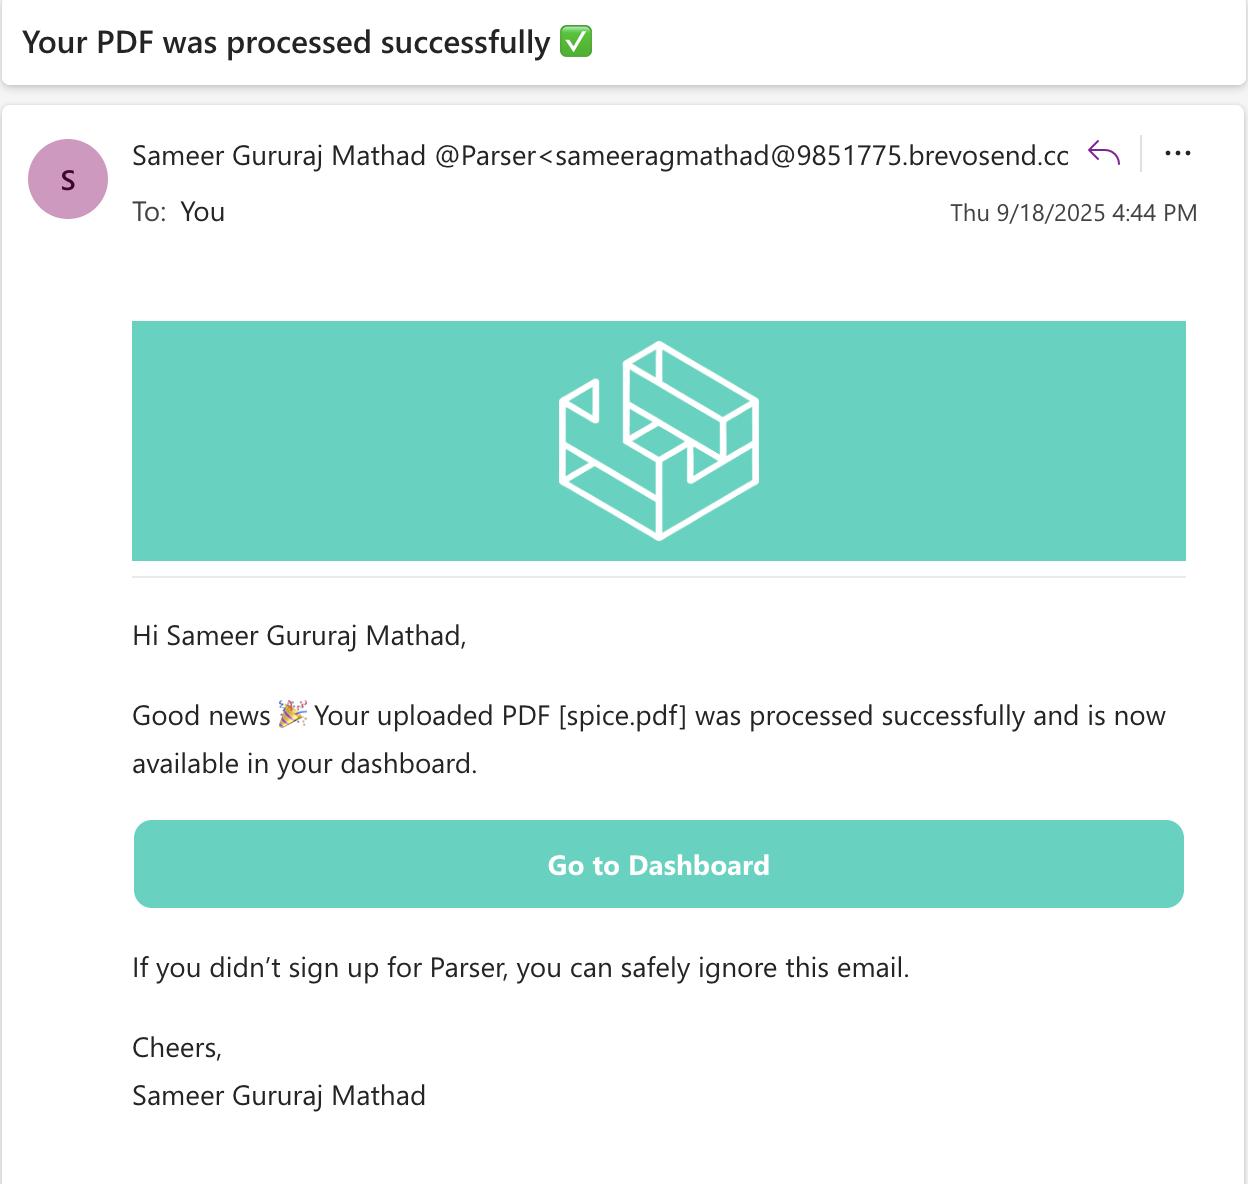 Your PDF was processed successfully ✅
S
Sameer Gururaj Mathad @Parser<sameeragmathad@9851775.brevosend.cc
To: You
Thu 9/18/2025 4:44 PM
Hi Sameer Gururaj Mathad,
Good news 🎉 Your uploaded PDF [spice.pdf] was processed successfully and is now
available in your dashboard.
Go to Dashboard
If you didn’t sign up for Parser, you can safely ignore this email.
Cheers,
Sameer Gururaj Mathad